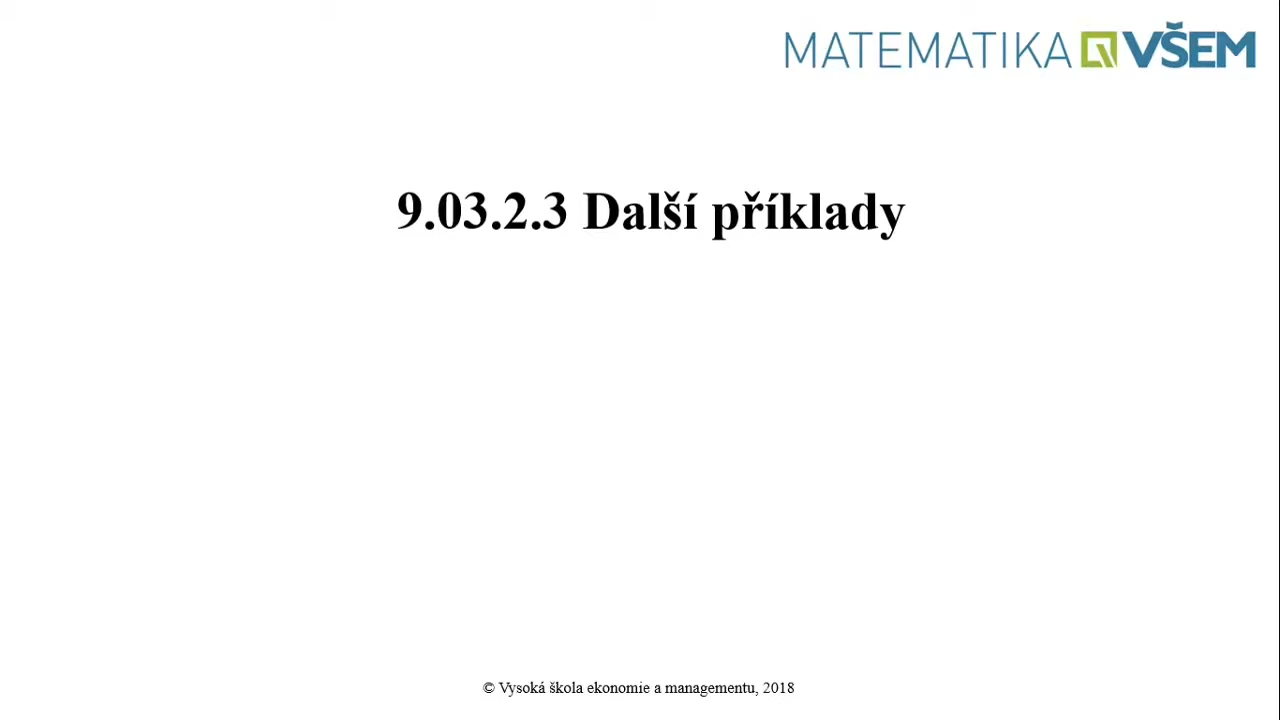 MATEMATIKA VŠEM
9.03.2.3 Další příklady
© Vysoká škola ekonomie a managementu, 2018